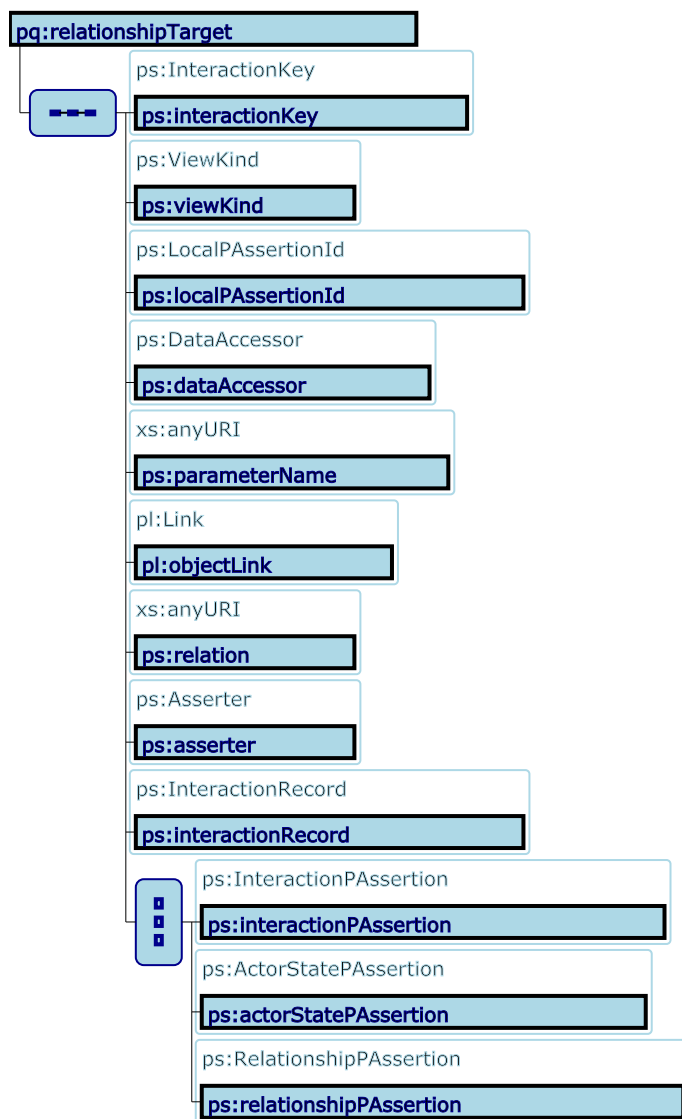 pq:relationshipTarget
ps:InteractionKey
ps:interactionKey
ps:ViewKind
ps:viewKind
ps:LocalPAssertionId
ps:localPAssertionId
ps:DataAccessor
ps:dataAccessor
xs:anyURI
ps:parameterName
pl:Link
pl:objectLink
xs:anyURI
ps:relation
ps:Asserter
ps:asserter
ps:InteractionRecord
ps:interactionRecord
ps:InteractionPAssertion
ps:interactionPAssertion
ps:ActorStatePAssertion
ps:actorStatePAssertion
ps:RelationshipPAssertion
ps:relationshipPAssertion